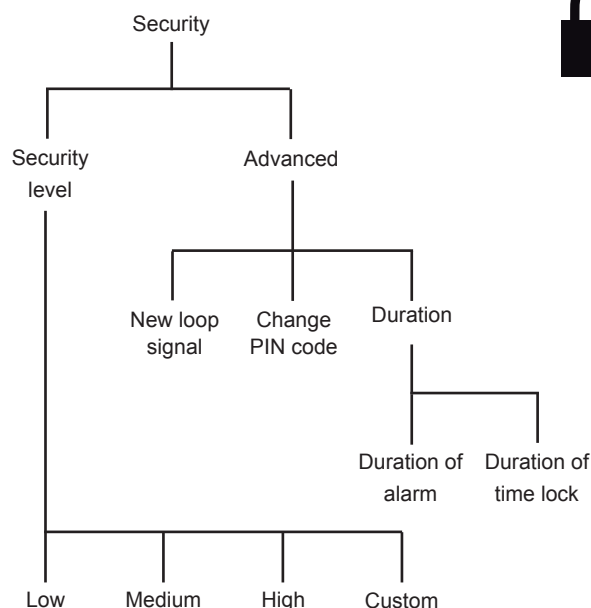 Security
Security
level
Advanced
New loop
signal
Change
PIN code
Duration
Duration of
alarm
Duration of
time lock
Low
Medium
High
Custom